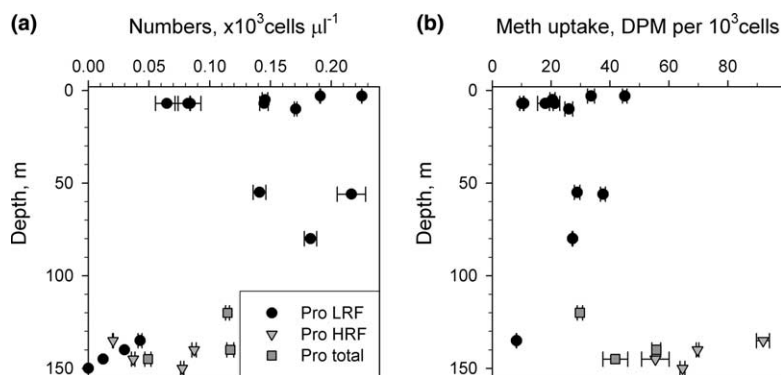 (a) Numbers, x10³cells µl⁻¹
0.00 0.05 0.10 0.15 0.20
0
50
100
150
Depth, m
Pro LRF
Pro HRF
Pro total
(b) Meth uptake, DPM per 10³cells
0 20 40 60 80
0
50
100
150
Depth, m